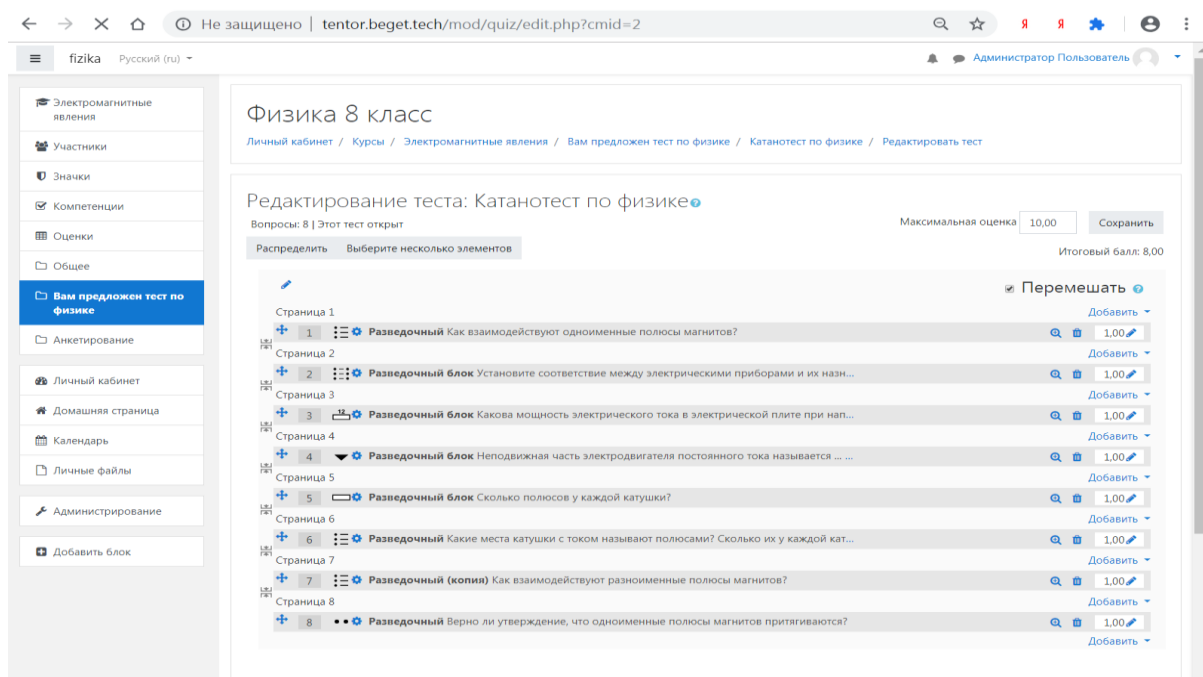 Не защищено | tentor.beget.tech/mod/quiz/edit.php?cmid=2
fizika Русский (ru)
Администратор Пользователь
Электромагнитные
явления
Участники
Значки
Компетенции
Оценки
Общее
Вам предложен тест по
физике
Анкетирование
Личный кабинет
Домашняя страница
Календарь
Личные файлы
Администрирование
Добавить блок
Физика 8 класс
Личный кабинет / Курсы / Электромагнитные явления / Вам предложен тест по физике / Катанотест по физике / Редактировать тест
Редактирование теста: Катанотест по физике
Вопросы: 8 | Этот тест открыт
Максимальная оценка 10,00 Сохранить
Распределить Выберите несколько элементов
Итоговый балл: 8,00
Перемешать
Страница 1 Добавить
1 Разведочный Как взаимодействуют одноименные полюсы магнитов? 1,00
Страница 2 Добавить
2 Разведочный блок Установите соответствие между электрическими приборами и их назн... 1,00
Страница 3 Добавить
3 12 Разведочный блок Какова мощность электрического тока в электрической плите при нап... 1,00
Страница 4 Добавить
4 Разведочный блок Неподвижная часть электродвигателя постоянного тока называется ... ... 1,00
Страница 5 Добавить
5 Разведочный блок Сколько полюсов у каждой катушки? 1,00
Страница 6 Добавить
6 Разведочный Какие места катушки с током называют полюсами? Сколько их у каждой кат... 1,00
Страница 7 Добавить
7 Разведочный (копия) Как взаимодействуют разноименные полюсы магнитов? 1,00
Страница 8 Добавить
8 Разведочный Верно ли утверждение, что одноименные полюсы магнитов притягиваются? 1,00
Добавить